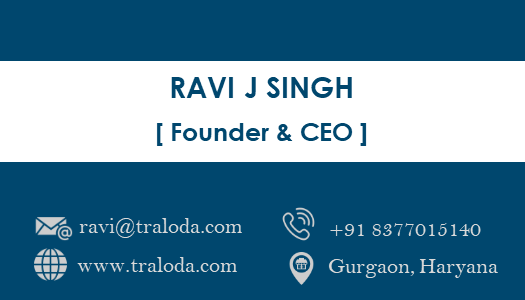 RAVI J SINGH
[ Founder & CEO ]
ravi@traloda.com
+91 8377015140
www.traloda.com
Gurgaon, Haryana